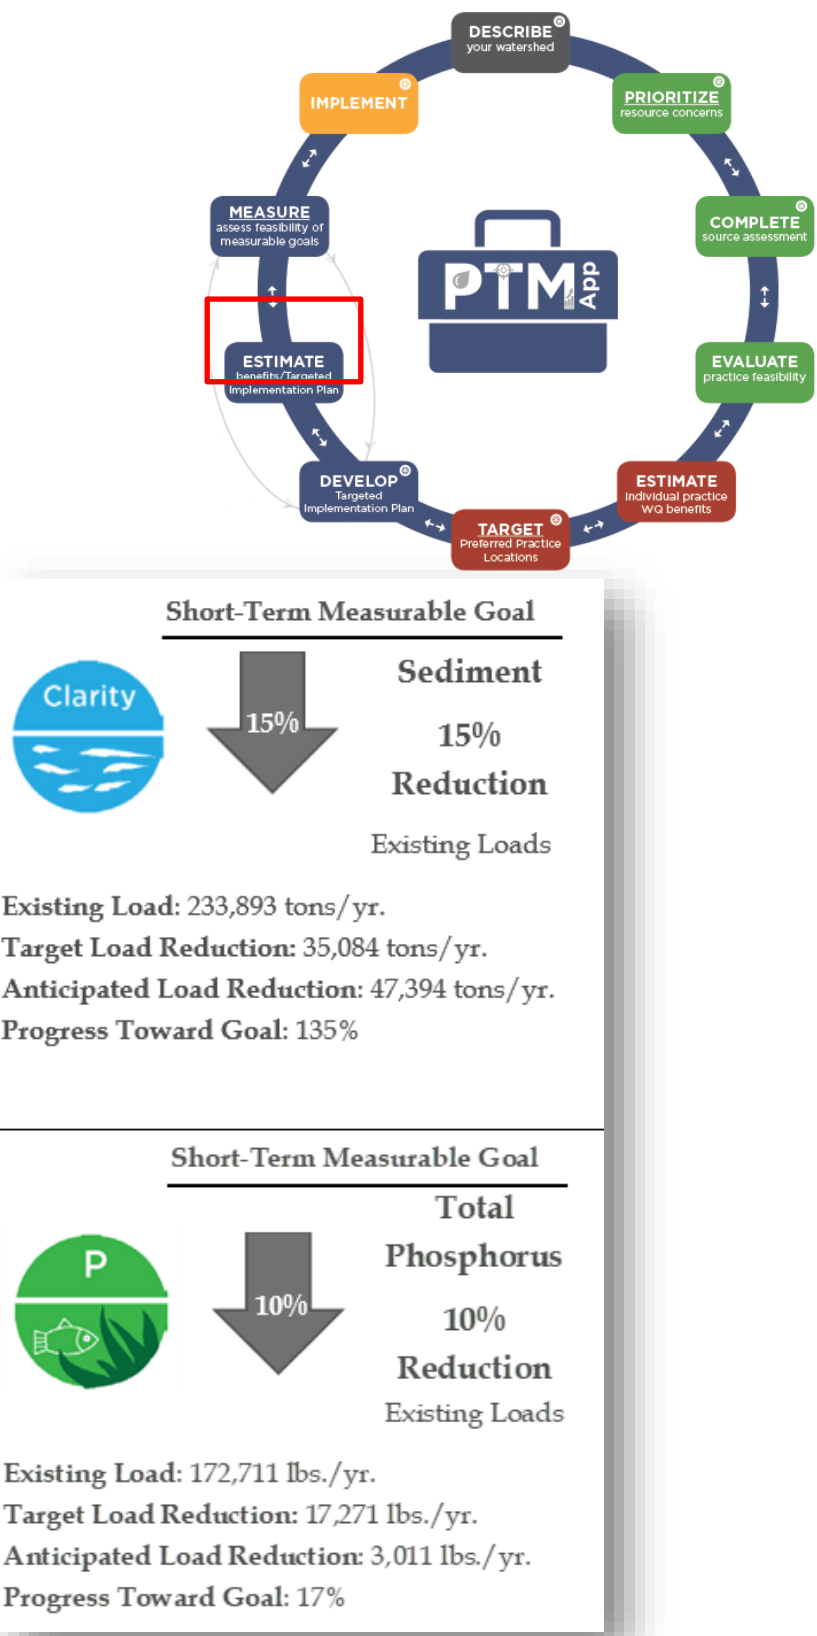 DESCRIBE
your watershed
PRIORITIZE
resource concerns
COMPLETE
source assessment
EVALUATE
practice feasibility
ESTIMATE
individual practice
WQ benefits
TARGET
Preferred Practice
Locations
DEVELOP
Targeted
Implementation Plan
ESTIMATE
benefits/Targeted
Implementation Plan
MEASURE
assess feasibility of
measurable goals
IMPLEMENT
PTM App
Short-Term Measurable Goal
Clarity
15%
Sediment
15%
Reduction
Existing Loads
Existing Load: 233,893 tons/yr.
Target Load Reduction: 35,084 tons/yr.
Anticipated Load Reduction: 47,394 tons/yr.
Progress Toward Goal: 135%
Short-Term Measurable Goal
P
10%
Total
Phosphorus
10%
Reduction
Existing Loads
Existing Load: 172,711 lbs./yr.
Target Load Reduction: 17,271 lbs./yr.
Anticipated Load Reduction: 3,011 lbs./yr.
Progress Toward Goal: 17%